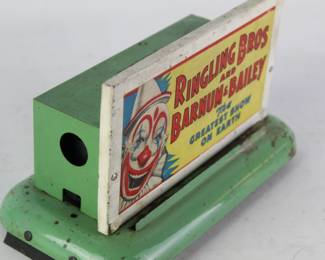 RINGLING BROS
AND
BARNUM & BAILEY
The
GREATEST SHOW
ON EARTH